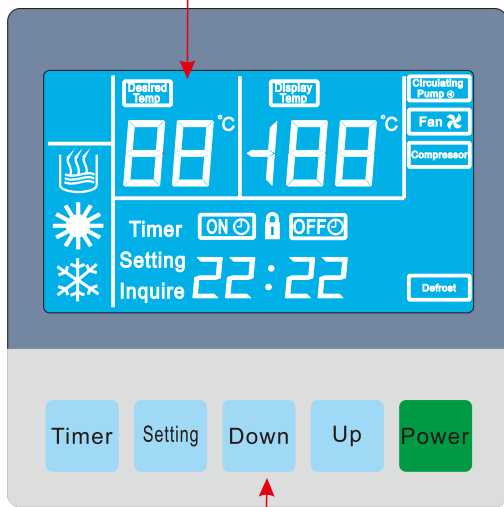 Desired
Temp
88 °C
Display
Temp
-188 °C
Circulating
Pump
Fan
Compressor
Timer ON OFF
Setting
Inquire 22:22
Defrost
Timer Setting Down Up Power